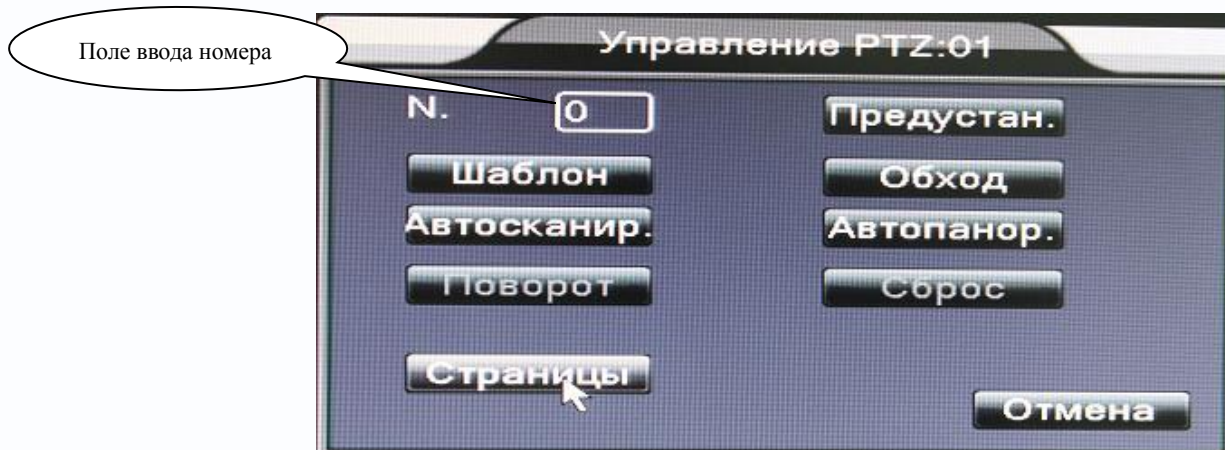 Поле ввода номера
Управление PTZ:01
N. 0 Предустан.
Шаблон Обход
Автосканир. Автопанор.
Поворот Сброс
Страницы
Отмена